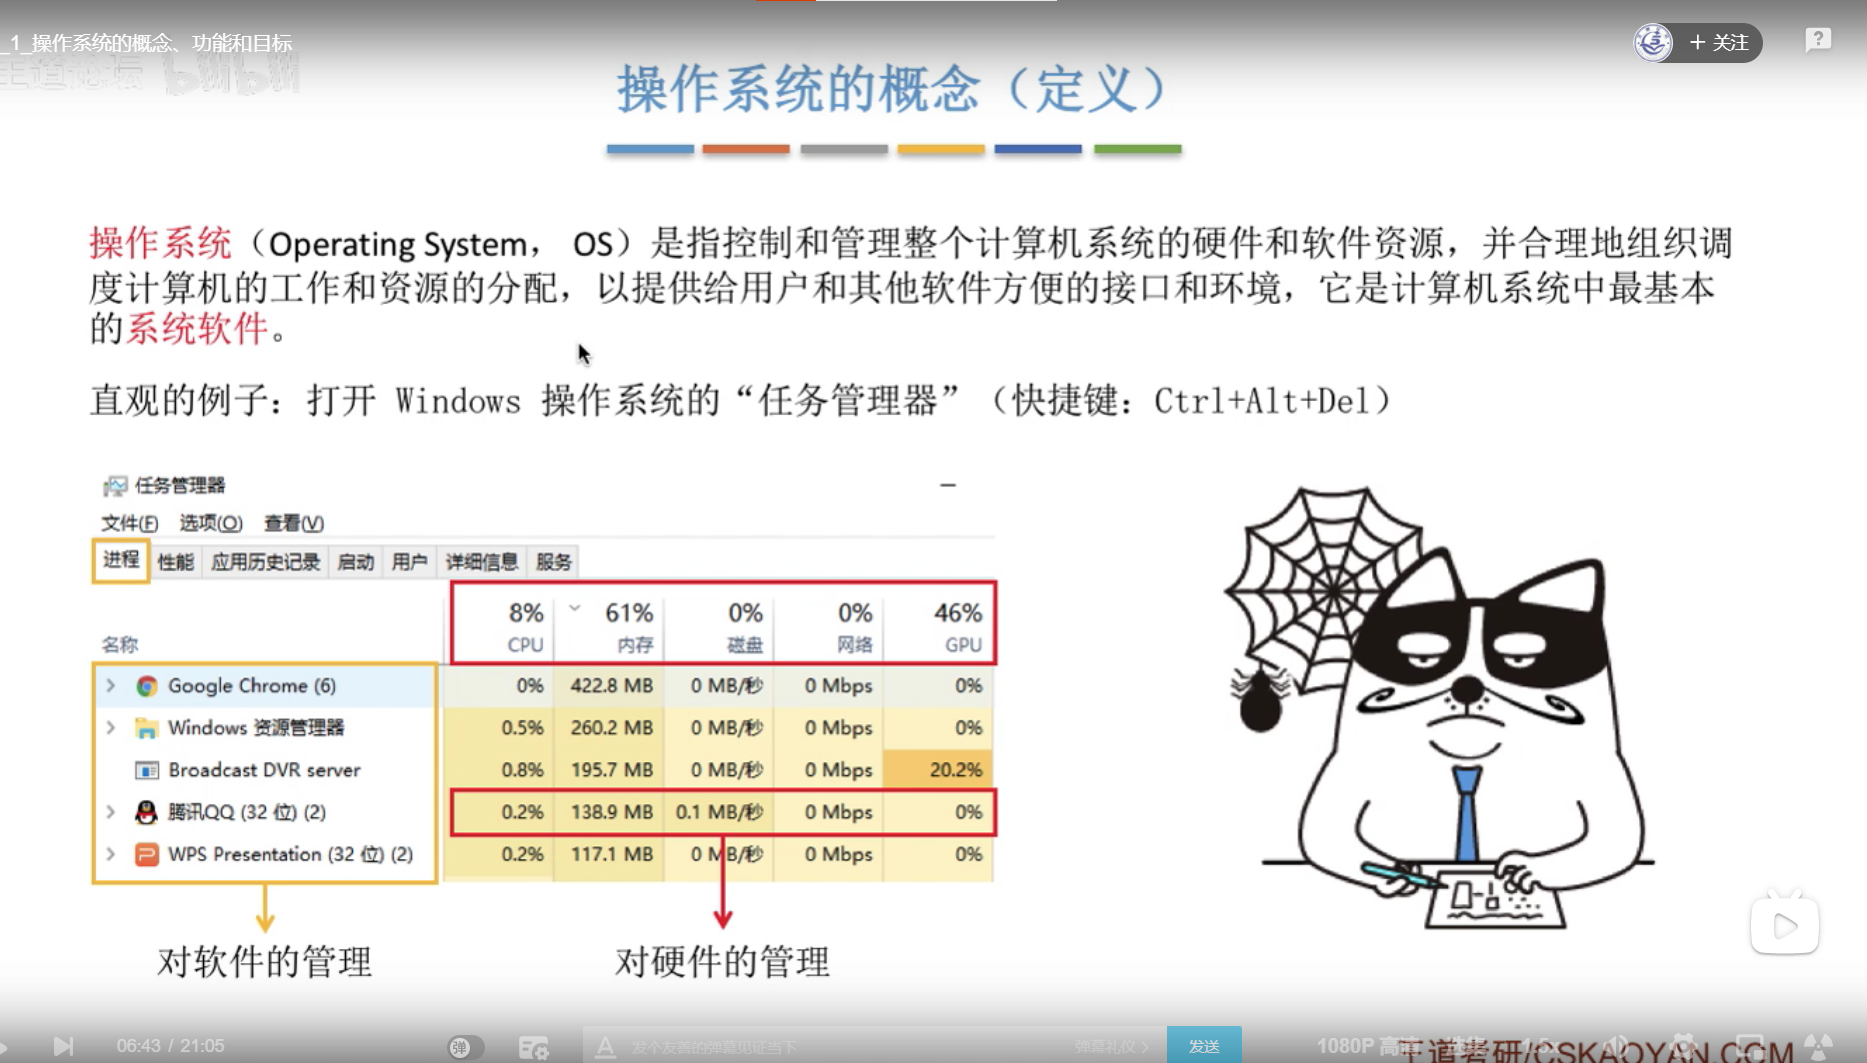 _1_操作系统的概念、功能和目标
+ 关注
操作系统的概念（定义）
操作系统（Operating System， OS）是指控制和管理整个计算机系统的硬件和软件资源，并合理地组织调
度计算机的工作和资源的分配，以提供给用户和其他软件方便的接口和环境，它是计算机系统中最基本
的系统软件。
直观的例子：打开 Windows 操作系统的“任务管理器”（快捷键：Ctrl+Alt+Del）
任务管理器
文件(F) 选项(O) 查看(V)
进程 性能 应用历史记录 启动 用户 详细信息 服务
8% 61% 0% 0% 46%
名称 CPU 内存 磁盘 网络 GPU
Google Chrome (6) 0% 422.8 MB 0 MB/秒 0 Mbps 0%
Windows 资源管理器 0.5% 260.2 MB 0 MB/秒 0 Mbps 0%
Broadcast DVR server 0.8% 195.7 MB 0 MB/秒 0 Mbps 20.2%
腾讯QQ (32 位) (2) 0.2% 138.9 MB 0.1 MB/秒 0 Mbps 0%
WPS Presentation (32 位) (2) 0.2% 117.1 MB 0 MB/秒 0 Mbps 0%
对软件的管理 对硬件的管理
06:43 / 21:05 弹 发个友善的弹幕见证当下 弹幕礼仪 发送 1080P 高清
王道考研/CSKAOYAN.COM